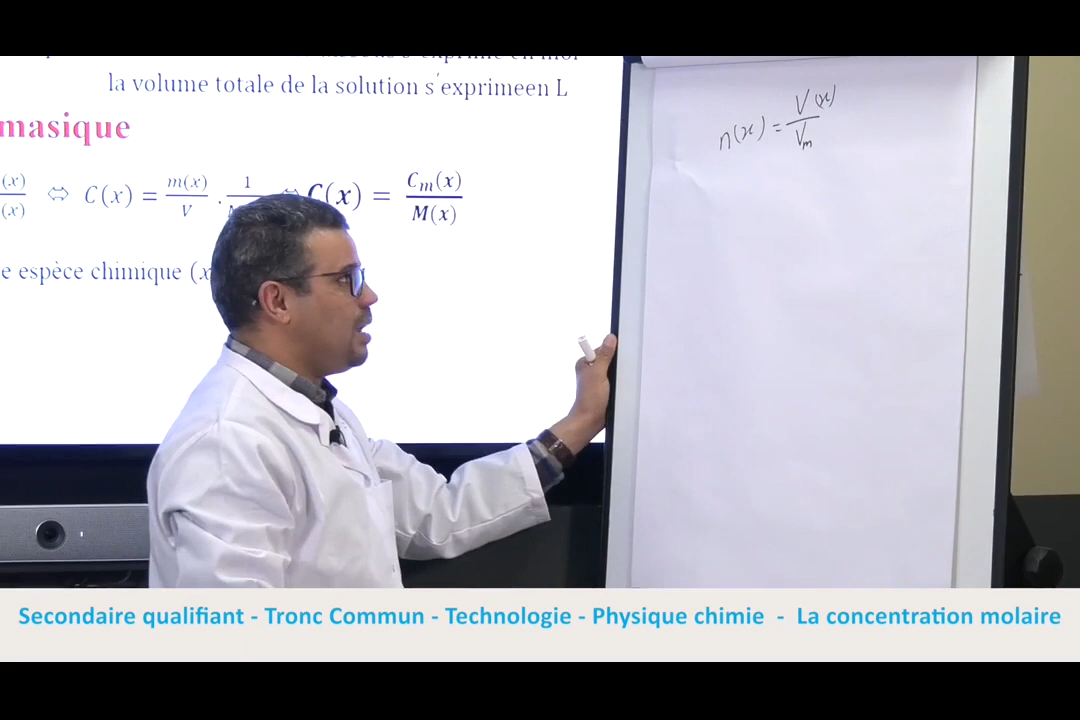 la volume totale de la solution s'exprimeen L
masique
(x)/(x) ⇔ C(x) = m(x)/V . 1/ ⇔ C(x) = Cm(x)/M(x)
e espèce chimique (x
n(x) = V(x)/Vm
Secondaire qualifiant - Tronc Commun - Technologie - Physique chimie - La concentration molaire